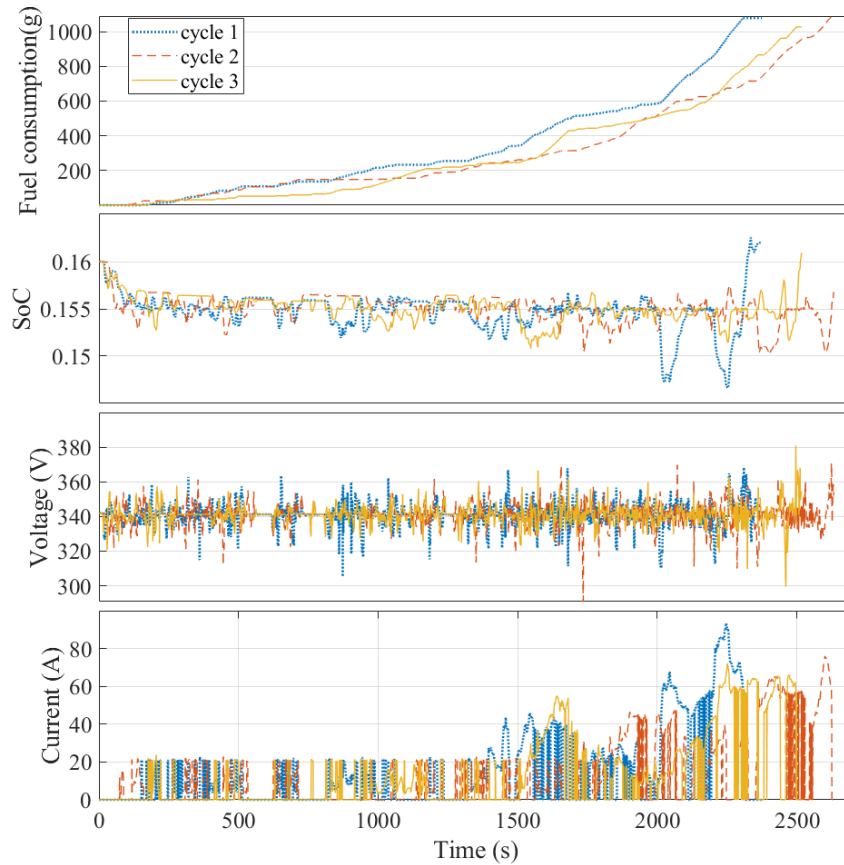 Fuel consumption(g)
1000
800
600
400
200
cycle 1
cycle 2
cycle 3
SoC
0.16
0.155
0.15
Voltage (V)
380
360
340
320
300
Current (A)
80
60
40
20
0
0 500 1000 1500 2000 2500
Time (s)